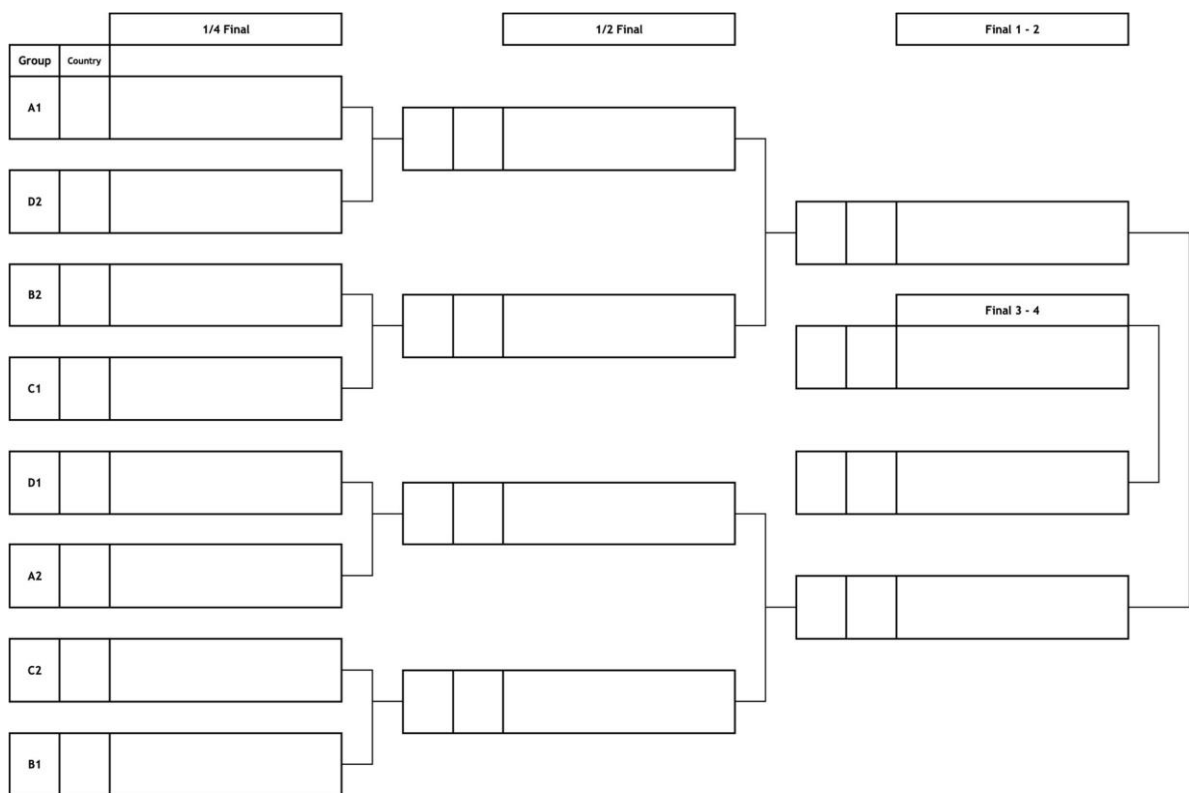 1/4 Final
1/2 Final
Final 1 - 2
Group Country
A1
D2
B2
C1
D1
A2
C2
B1
Final 3 - 4